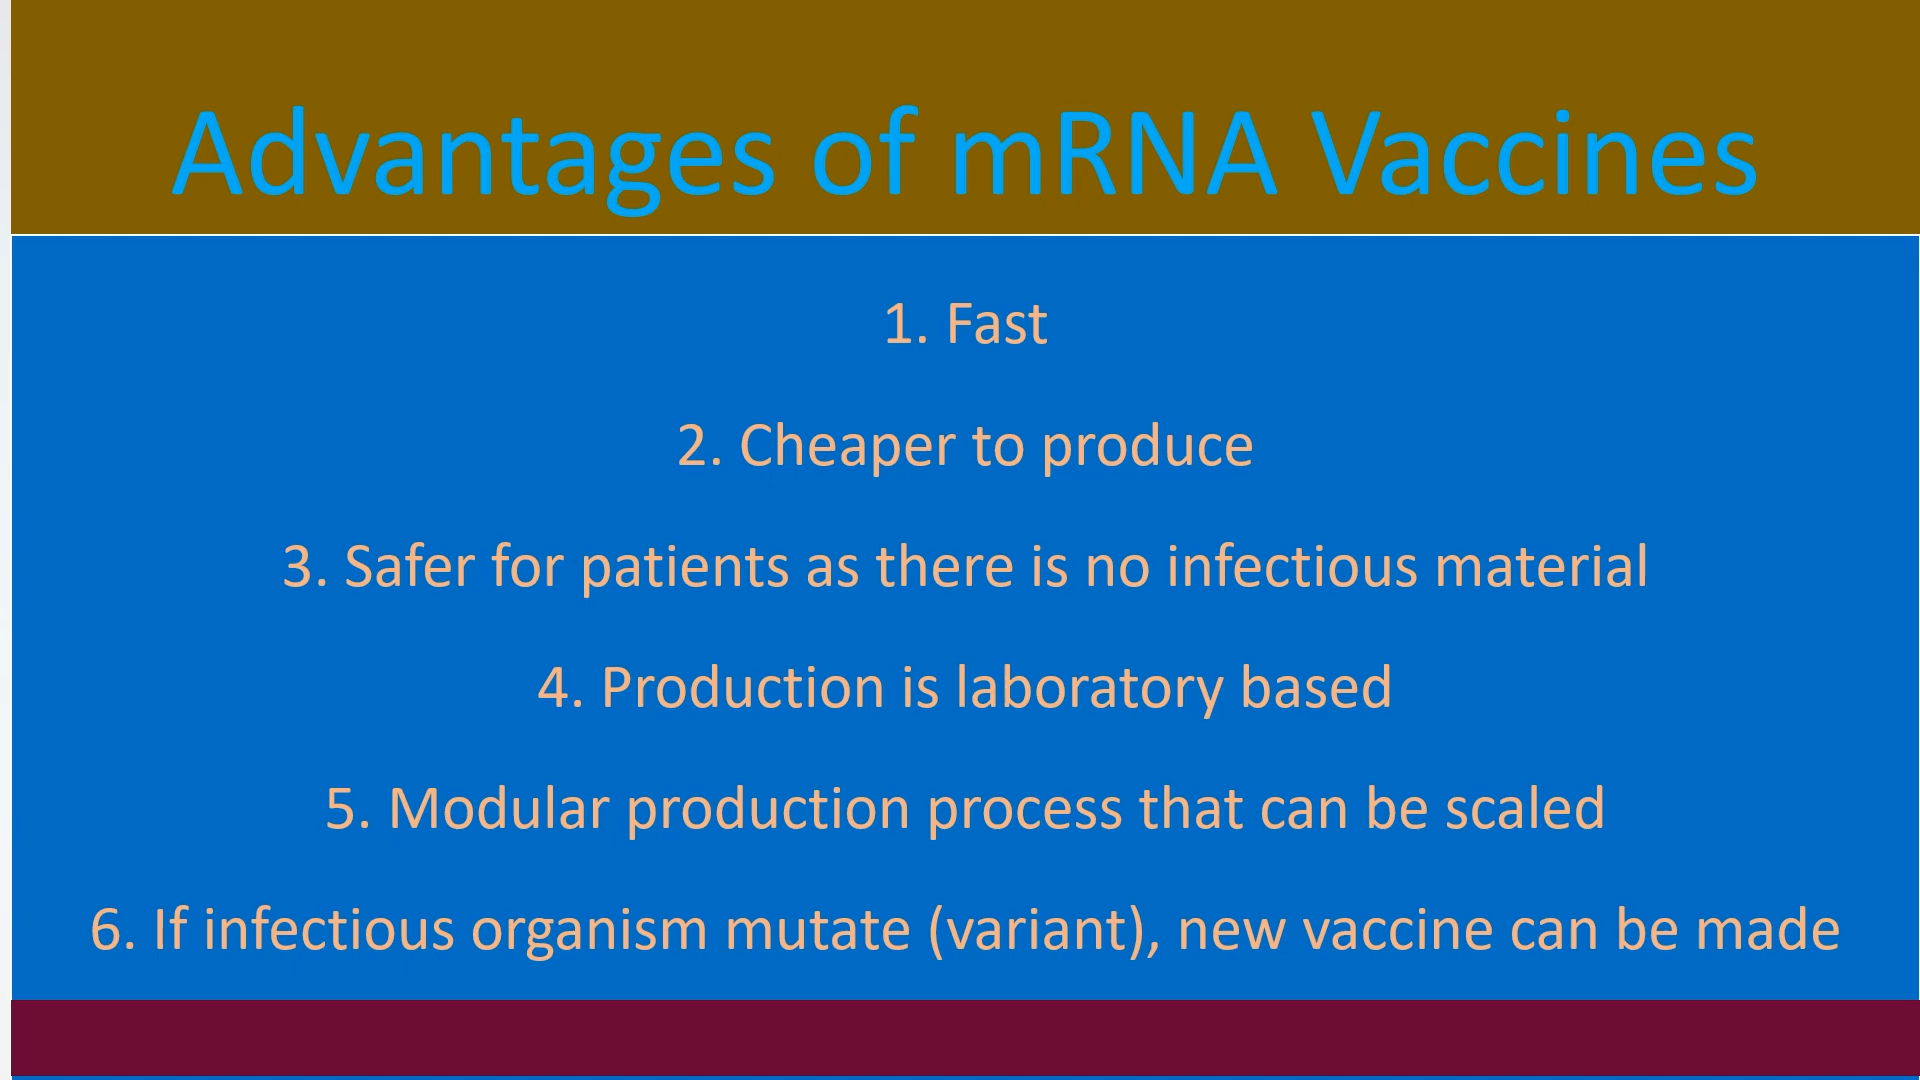 Advantages of mRNA Vaccines
1. Fast
2. Cheaper to produce
3. Safer for patients as there is no infectious material
4. Production is laboratory based
5. Modular production process that can be scaled
6. If infectious organism mutate (variant), new vaccine can be made